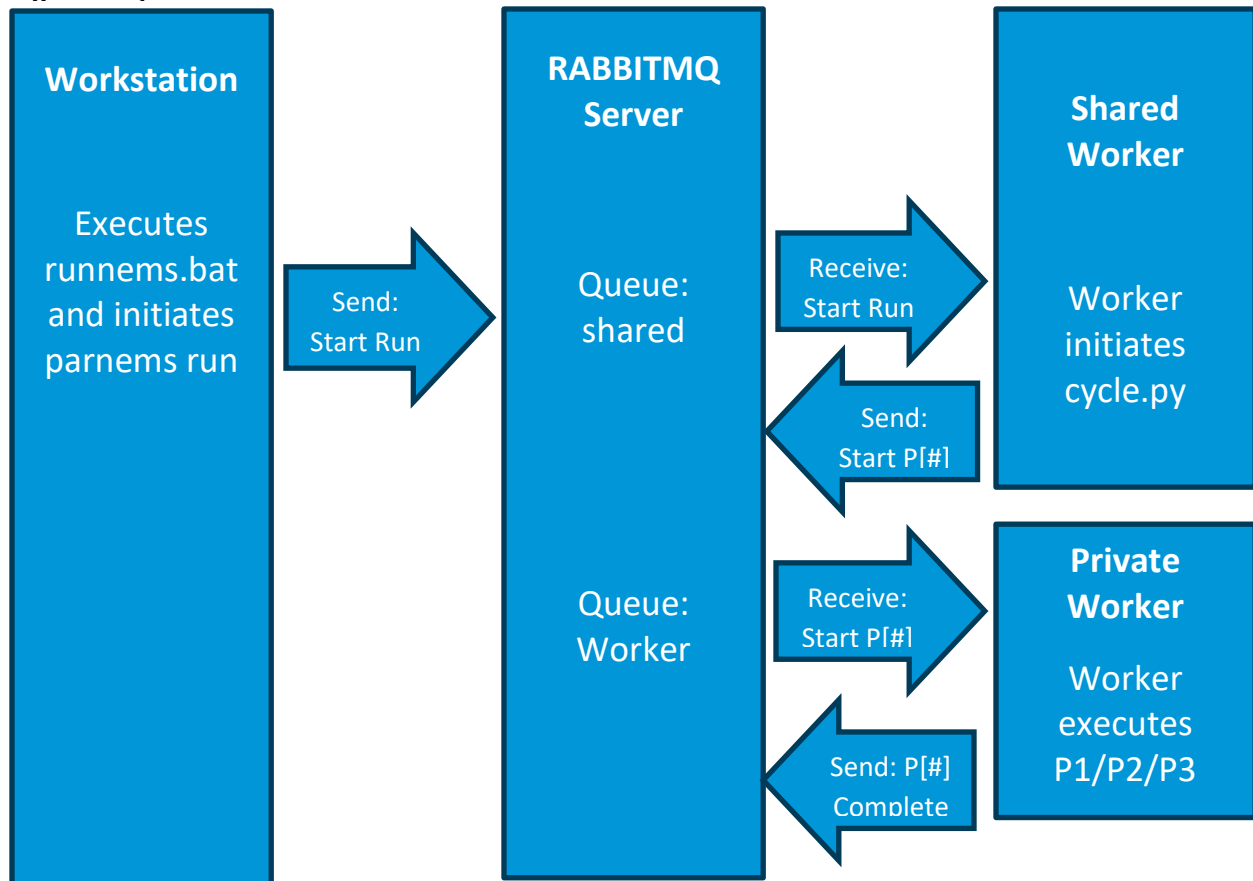 Workstation
Executes
runnems.bat
and initiates
parnems run
Send:
Start Run
RABBITMQ
Server
Queue:
shared
Queue:
Worker
Receive:
Start Run
Send:
Start P[#]
Receive:
Start P[#]
Send: P[#]
Complete
Shared
Worker
Worker
initiates
cycle.py
Private
Worker
Worker
executes
P1/P2/P3